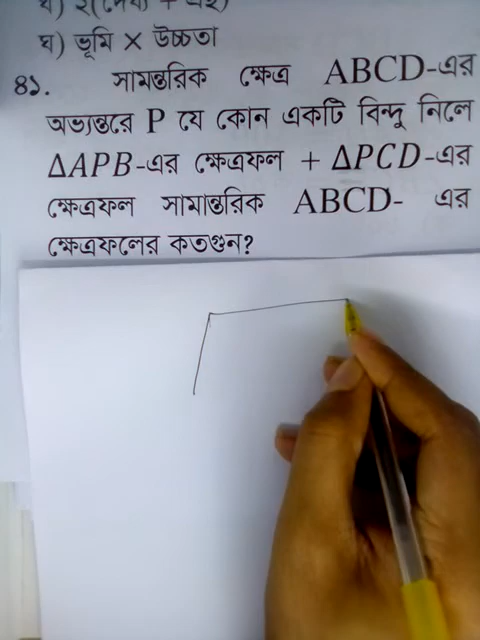 ঘ) ভূমি × উচ্চতা
৪১. সামন্তরিক ক্ষেত্র ABCD-এর
অভ্যন্তরে P যে কোন একটি বিন্দু নিলে
ΔAPB-এর ক্ষেত্রফল + ΔPCD-এর
ক্ষেত্রফল সামান্তরিক ABCD- এর
ক্ষেত্রফলের কতগুন?